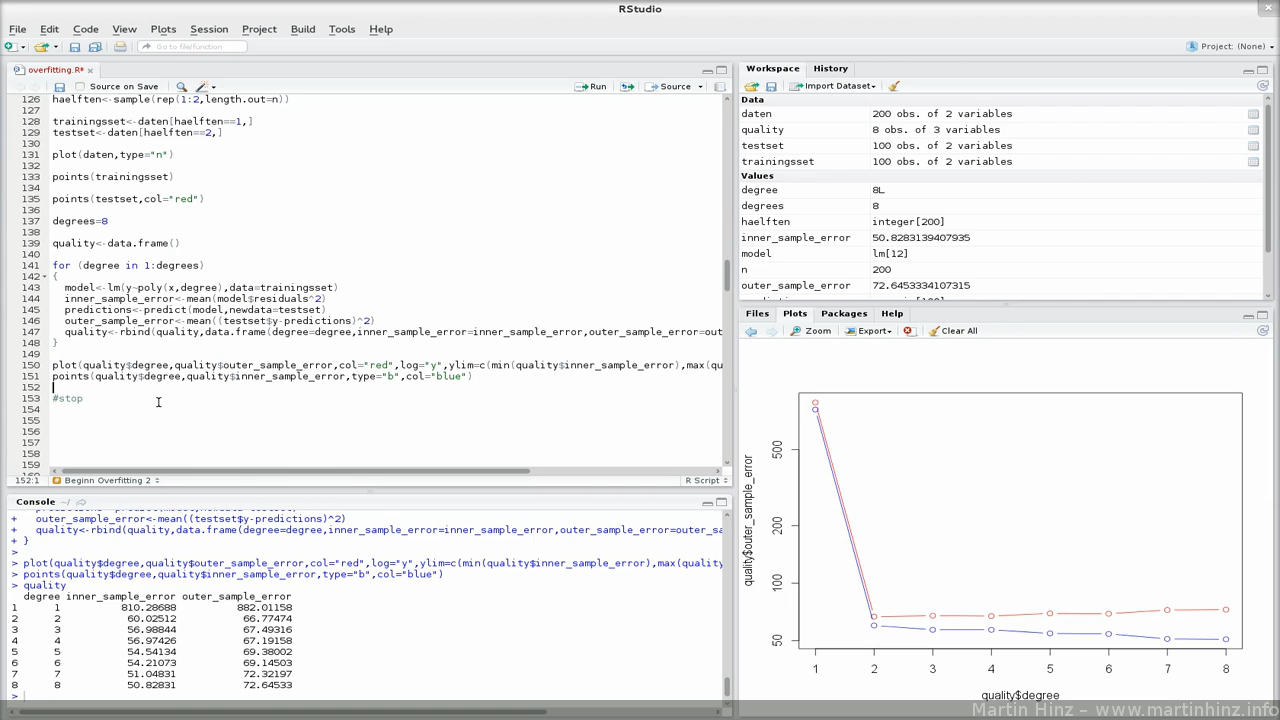 RStudio
File Edit Code View Plots Session Project Build Tools Help
Go to file/function
Project: (None)
overfitting.R*
Source on Save
Run
Source
126 haelften<-sample(rep(1:2,length.out=n))
127
128 trainingsset<-daten[haelften==1,]
129 testset<-daten[haelften==2,]
130
131 plot(daten,type="n")
132
133 points(trainingsset)
134
135 points(testset,col="red")
136
137 degrees=8
138
139 quality<-data.frame()
140
141 for (degree in 1:degrees)
142 {
143 model<-lm(y~poly(x,degree),data=trainingsset)
144 inner_sample_error<-mean(model$residuals^2)
145 predictions<-predict(model,newdata=testset)
146 outer_sample_error<-mean((testset$y-predictions)^2)
147 quality<-rbind(quality,data.frame(degree=degree,inner_sample_error=inner_sample_error,outer_sample_error=out
148 }
149
150 plot(quality$degree,quality$outer_sample_error,col="red",log="y",ylim=c(min(quality$inner_sample_error),max(qu
151 points(quality$degree,quality$inner_sample_error,type="b",col="blue")
152
153 #stop
154
155
156
157
158
159
152:1 Beginn Overfitting 2 R Script
Console ~/
+ outer_sample_error<-mean((testset$y-predictions)^2)
+ quality<-rbind(quality,data.frame(degree=degree,inner_sample_error=inner_sample_error,outer_sample_error=outer_sa
+ }
>
> plot(quality$degree,quality$outer_sample_error,col="red",log="y",ylim=c(min(quality$inner_sample_error),max(quality
> points(quality$degree,quality$inner_sample_error,type="b",col="blue")
> quality
degree inner_sample_error outer_sample_error
1 1 810.28688 882.01158
2 2 60.02512 66.77474
3 3 56.98844 67.49316
4 4 56.97426 67.19158
5 5 54.54134 69.38002
6 6 54.21073 69.14503
7 7 51.04831 72.32197
8 8 50.82831 72.64533
>
Workspace History
Import Dataset
Data
daten 200 obs. of 2 variables
quality 8 obs. of 3 variables
testset 100 obs. of 2 variables
trainingsset 100 obs. of 2 variables
Values
degree 8L
degrees 8
haelften integer[200]
inner_sample_error 50.8283139407935
model lm[12]
n 200
outer_sample_error 72.6453334107315
Files Plots Packages Help
Zoom Export Clear All
quality$outer_sample_error
500
200
100
50
1 2 3 4 5 6 7 8
quality$degree
Martin Hinz - www.martinhinz.info